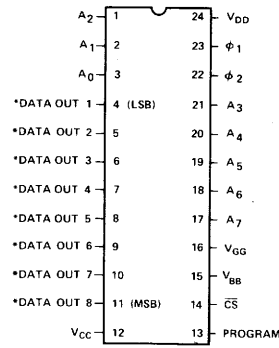 A2 1 24 VDD
A1 2 23 ϕ1
A0 3 22 ϕ2
*DATA OUT 1 4 (LSB) 21 A3
*DATA OUT 2 5 20 A4
*DATA OUT 3 6 19 A5
*DATA OUT 4 7 18 A6
*DATA OUT 5 8 17 A7
*DATA OUT 6 9 16 VGG
*DATA OUT 7 10 15 VBB
*DATA OUT 8 11 (MSB) 14 C̅S̅
VCC 12 13 PROGRAM